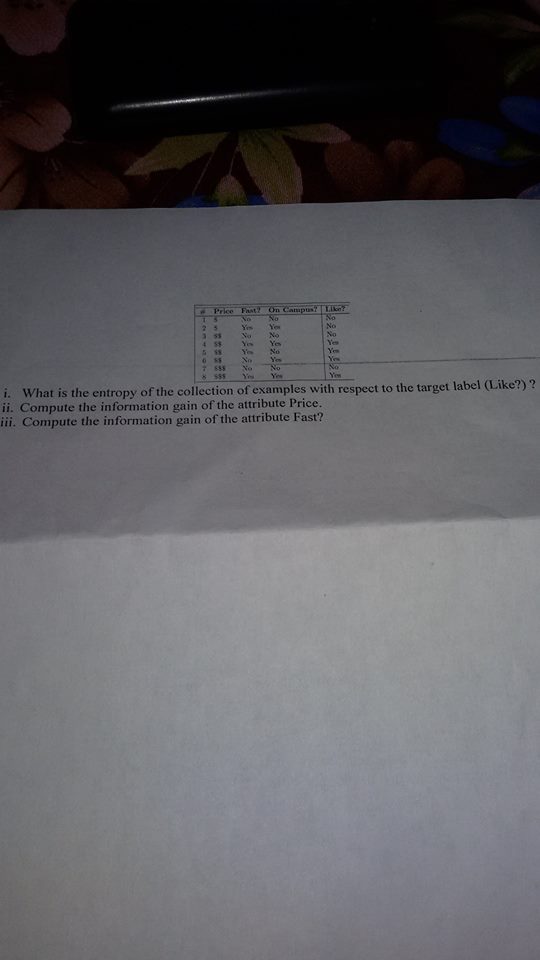 # Price Fast? On Campus? Like?
1 $ No No No
2 $ Yes Yes No
3 $$ No No No
4 $$ Yes Yes Yes
5 $$ Yes No Yes
6 $$ No Yes Yes
7 $$$ No No No
8 $$$ Yes Yes Yes
i. What is the entropy of the collection of examples with respect to the target label (Like?) ?
ii. Compute the information gain of the attribute Price.
iii. Compute the information gain of the attribute Fast?